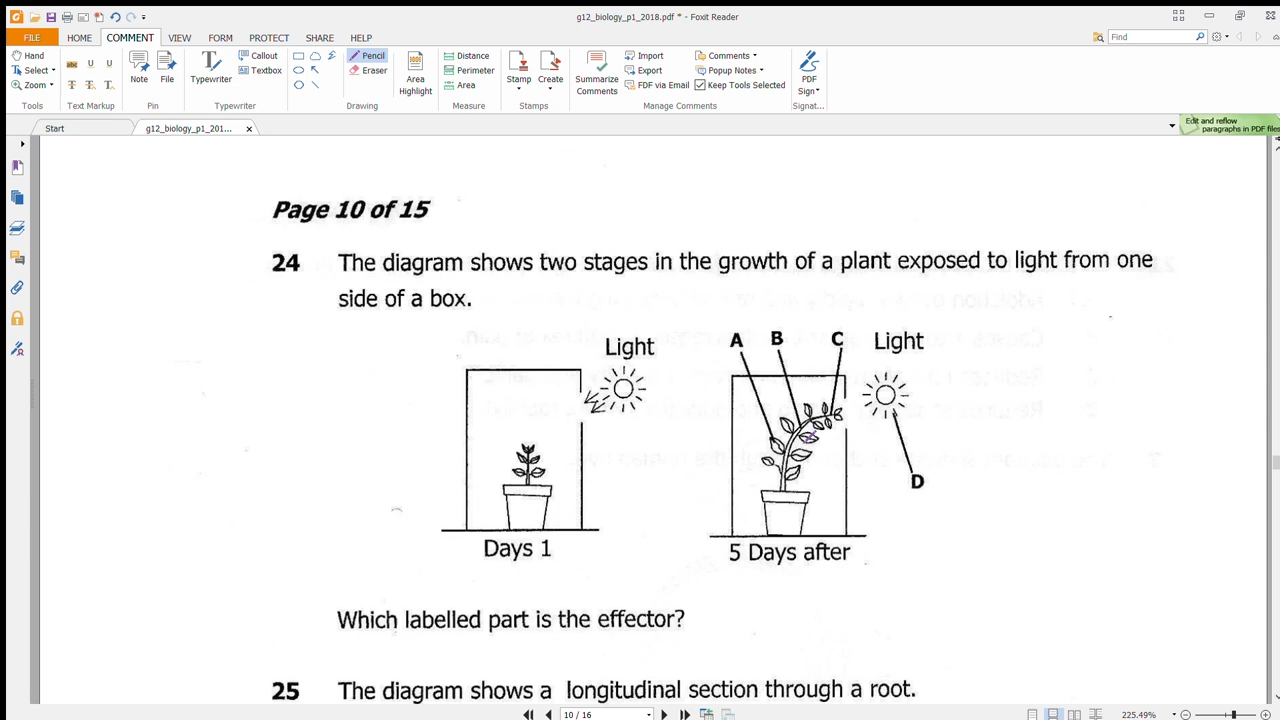 g12_biology_p1_2018.pdf * - Foxit Reader
FILE HOME COMMENT VIEW FORM PROTECT SHARE HELP
Find
Hand
Select
Zoom
Tools
Text Markup
Note
File
Pin
Typewriter
Callout
Textbox
Typewriter
Pencil
Eraser
Drawing
Area Highlight
Distance
Perimeter
Area
Measure
Stamp
Create
Stamps
Summarize Comments
Import
Export
FDF via Email
Comments
Popup Notes
Keep Tools Selected
Manage Comments
PDF Sign
Signat...
Start
g12_biology_p1_201...
Edit and reflow
paragraphs in PDF files
Page 10 of 15
24 The diagram shows two stages in the growth of a plant exposed to light from one
side of a box.
Light
A B C Light
D
Days 1
5 Days after
Which labelled part is the effector?
25 The diagram shows a longitudinal section through a root.
10 / 16
225.49%